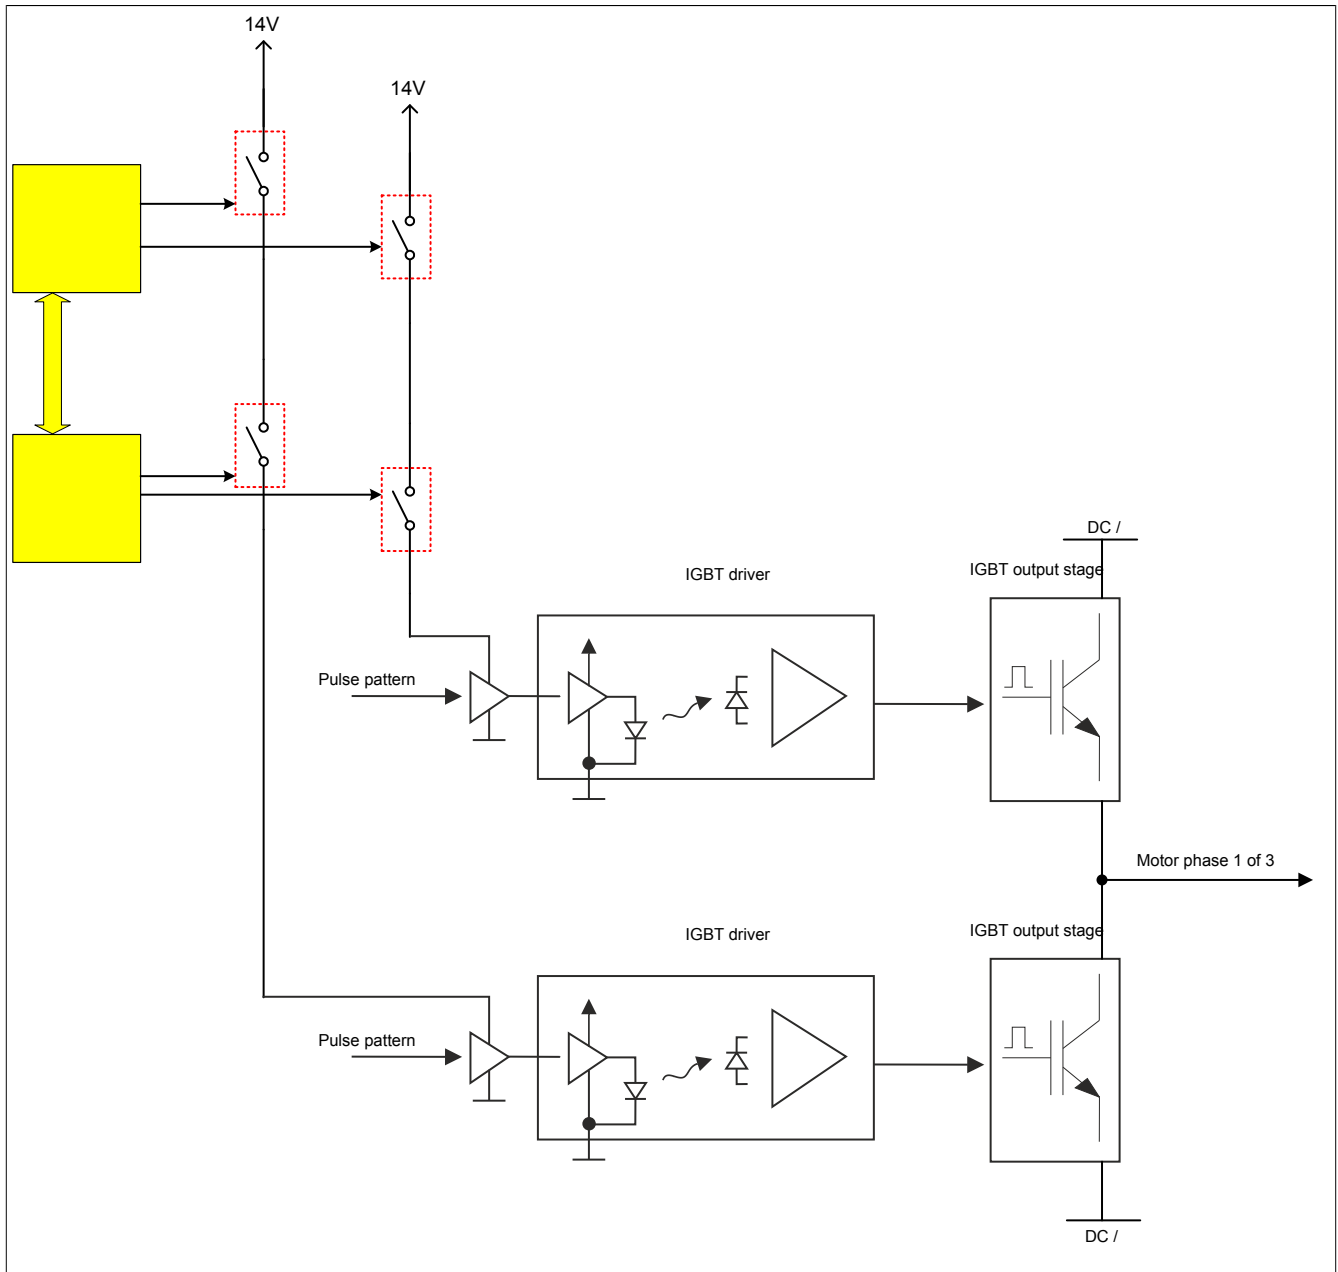 14V
14V
DC /
IGBT driver
IGBT output stage
Pulse pattern
Motor phase 1 of 3
IGBT driver
IGBT output stage
Pulse pattern
DC /